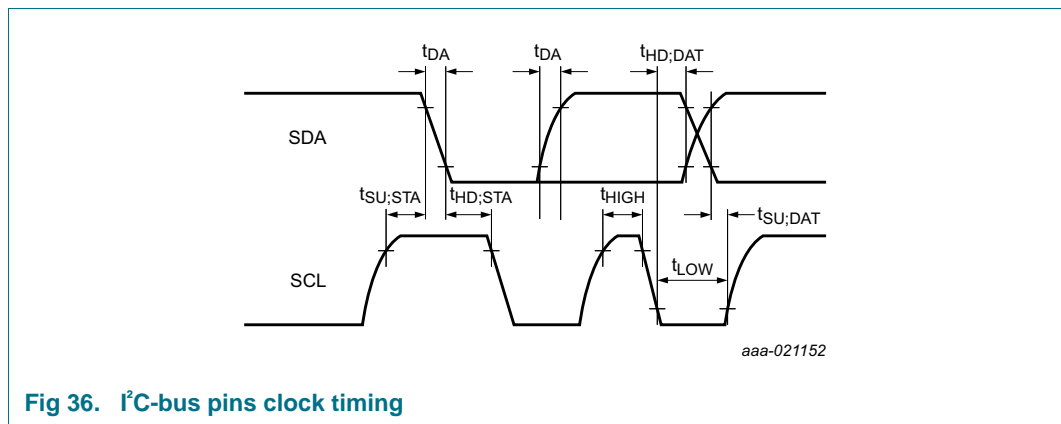 tDA
tDA
tHD;DAT
SDA
tSU;STA
tHD;STA
tHIGH
tSU;DAT
SCL
tLOW
aaa-021152
Fig 36. I²C-bus pins clock timing